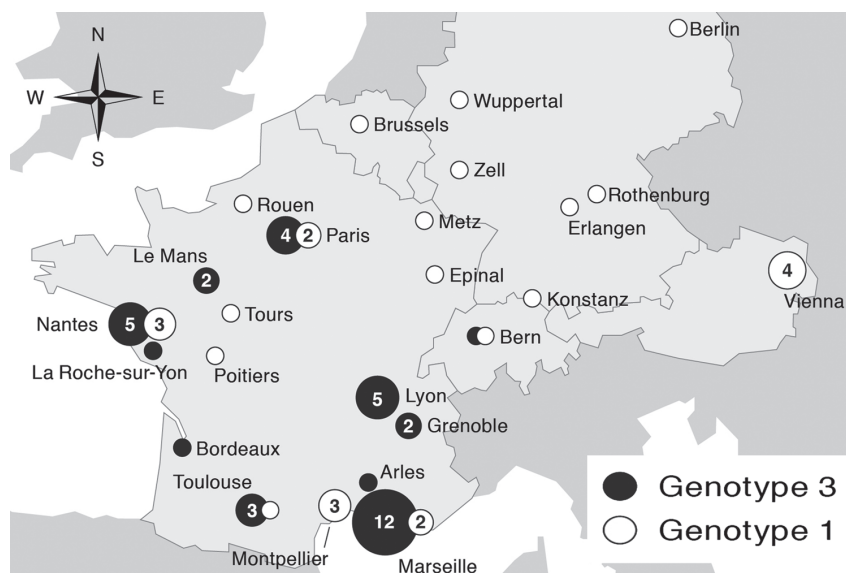 N
Berlin
W
E
Wuppertal
Brussels
S
Zell
Rothenburg
Rouen
Metz
Erlangen
4
2
Paris
Le Mans
4
2
Epinal
Vienna
Konstanz
Tours
Nantes
5
3
Bern
La Roche-sur-Yon
Poitiers
5
Lyon
2
Grenoble
Bordeaux
Arles
Toulouse
3
3
12
2
Montpellier
Marseille
Genotype 3
Genotype 1